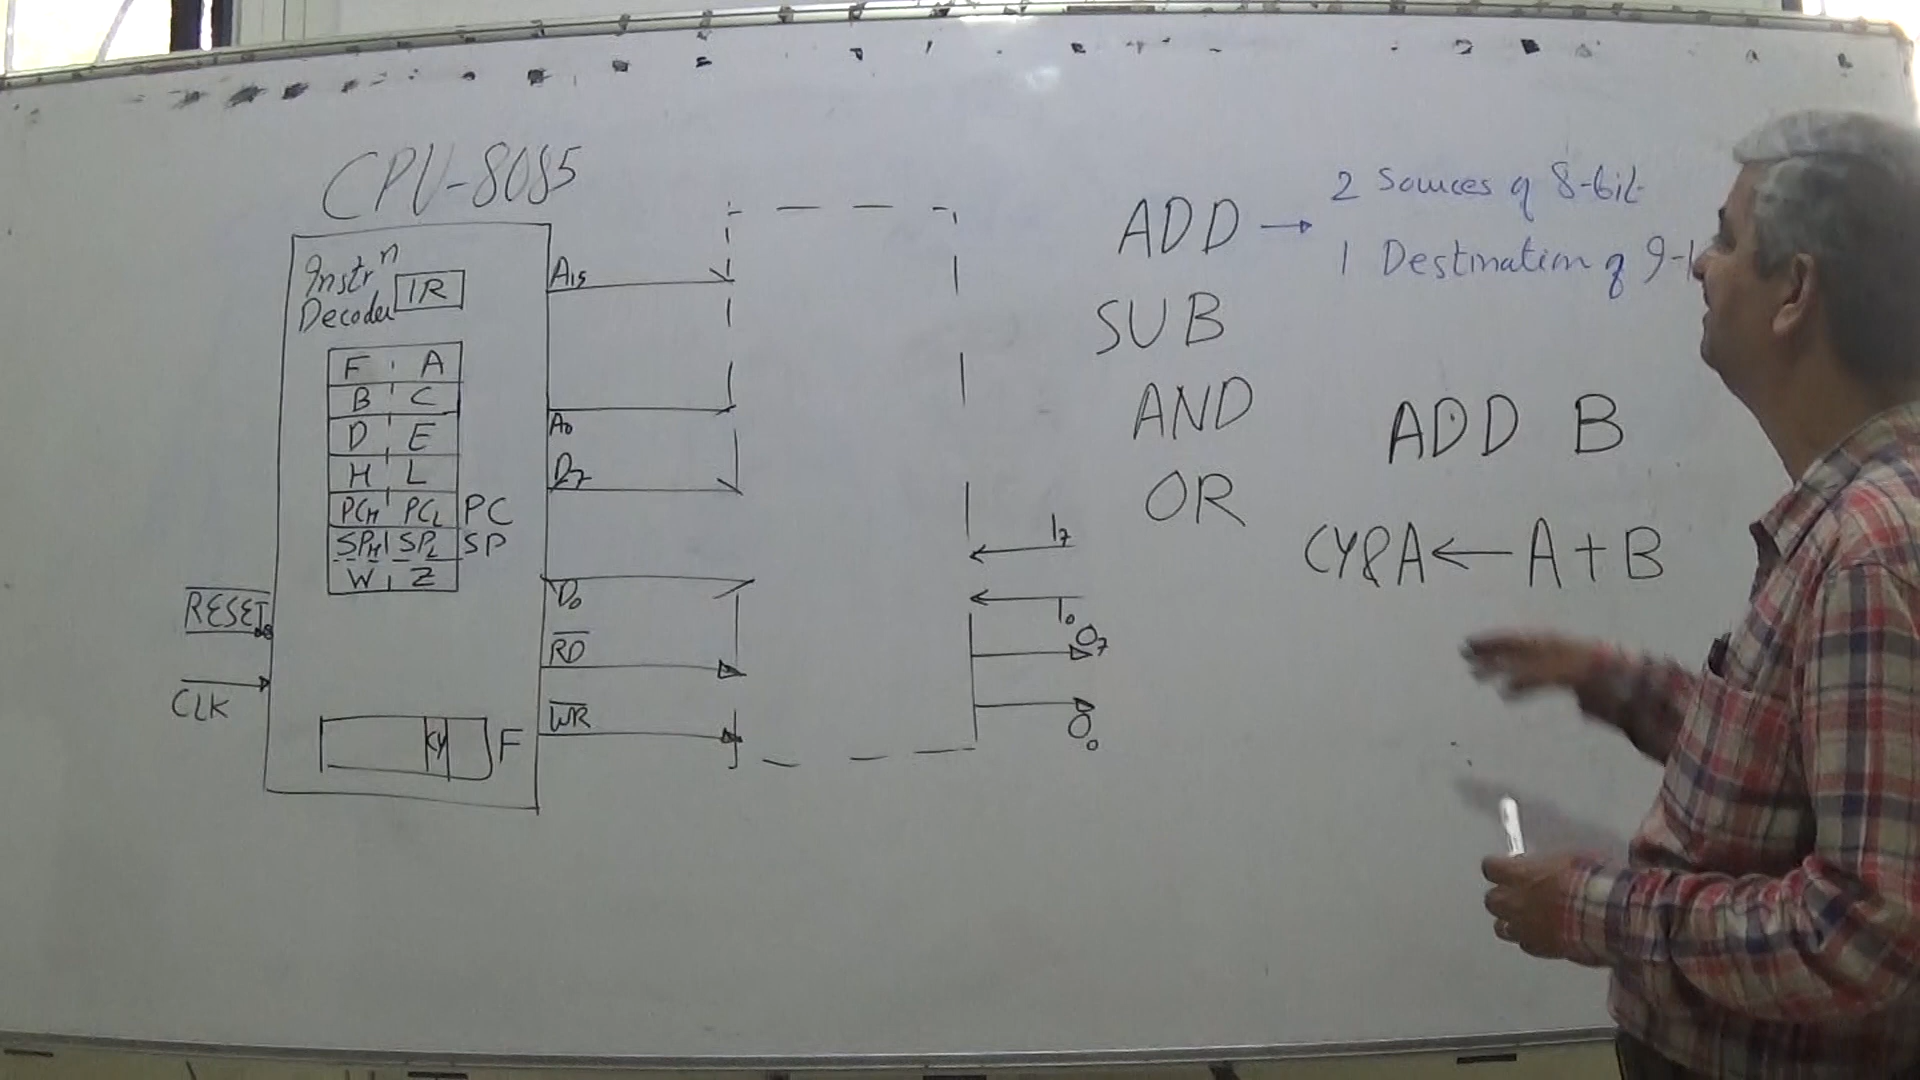 CPU-8085
Instrⁿ
Decoder
IR
F A
B C
D E
H L
PCH PCL PC
SPH SPL SP
W Z
RESET
CLK
CY F
A15
A0
D7
D0
RD
WR
I7
I0
O7
O0
ADD → 2 Sources of 8-bit
1 Destination of 9-
SUB
AND
OR
ADD B
CY&A ← A+B